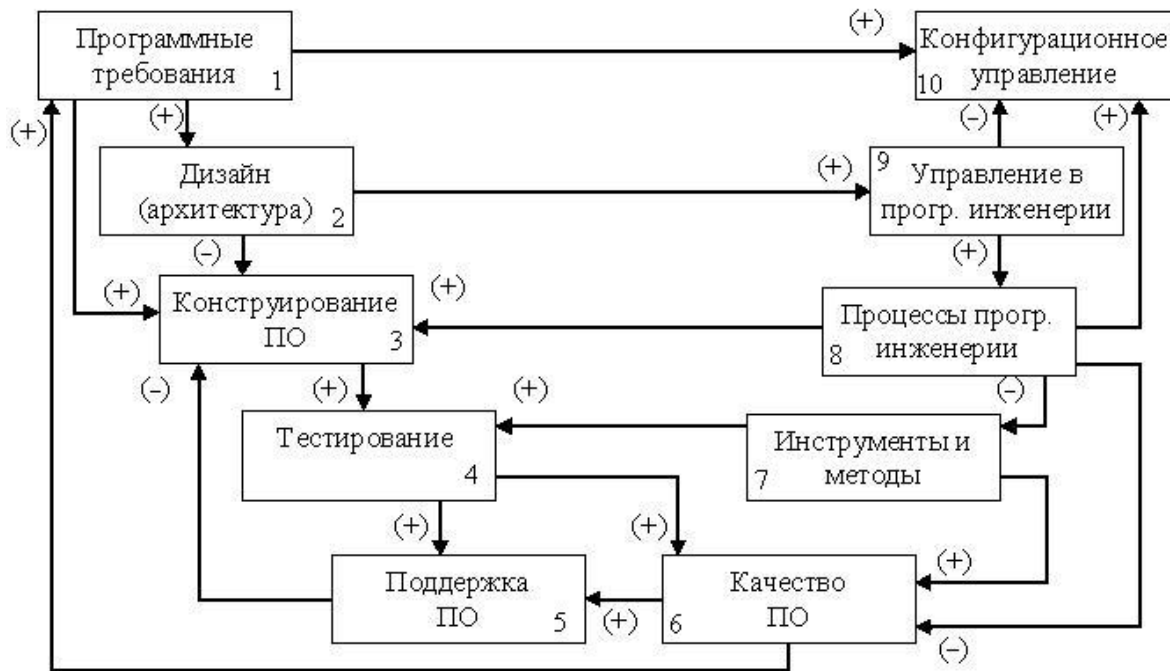 (+)
Программные
требования
1
Конфигурационное
управление
10
(+)
(+)
(–)
(+)
Дизайн
(архитектура)
2
(+)
9
Управление в
прогр. инженерии
(–)
(+)
(+)
Конструирование
ПО
3
(+)
Процессы прогр.
инженерии
8
(–)
(+)
(+)
(–)
Тестирование
4
Инструменты и
методы
7
(+)
(+)
(+)
Поддержка
ПО
5
(+)
Качество
ПО
6
(–)